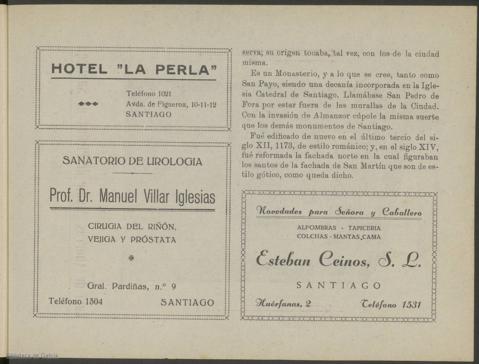 HOTEL "LA PERLA"
Teléfono 1021
Avda. de Figueroa, 10-11-12
SANTIAGO
SANATORIO DE UROLOGIA
Prof. Dr. Manuel Villar Iglesias
CIRUGIA DEL RIÑÓN,
VEJIGA Y PRÓSTATA
Gral. Pardiñas, n.º 9
Teléfono 1504 SANTIAGO
serva; su origen tocaba, tal vez, con los de la ciudad
misma.
Es un Monasterio, y a lo que se cree, tanto como
San Payo, siendo una decanía incorporada en la Igle-
sia Catedral de Santiago. Llamábase San Pedro de
Fora por estar fuera de las murallas de la Ciudad.
Con la invasión de Almanzor cúpole la misma suerte
que los demás monumentos de Santiago.
Fué edificado de nuevo en el último tercio del si-
glo XII, 1173, de estilo románico; y, en el siglo XIV,
fué reformada la fachada norte en la cual figuraban
los santos de la fachada de San Martín que son de es-
tilo gótico, como queda dicho.
Novedades para Señora y Caballero
ALFOMBRAS - TAPICERIA
COLCHAS - MANTAS CAMA
Esteban Ceinos, S. L.
SANTIAGO
Huérfanas, 2 Teléfono 1531
Biblioteca de Galicia